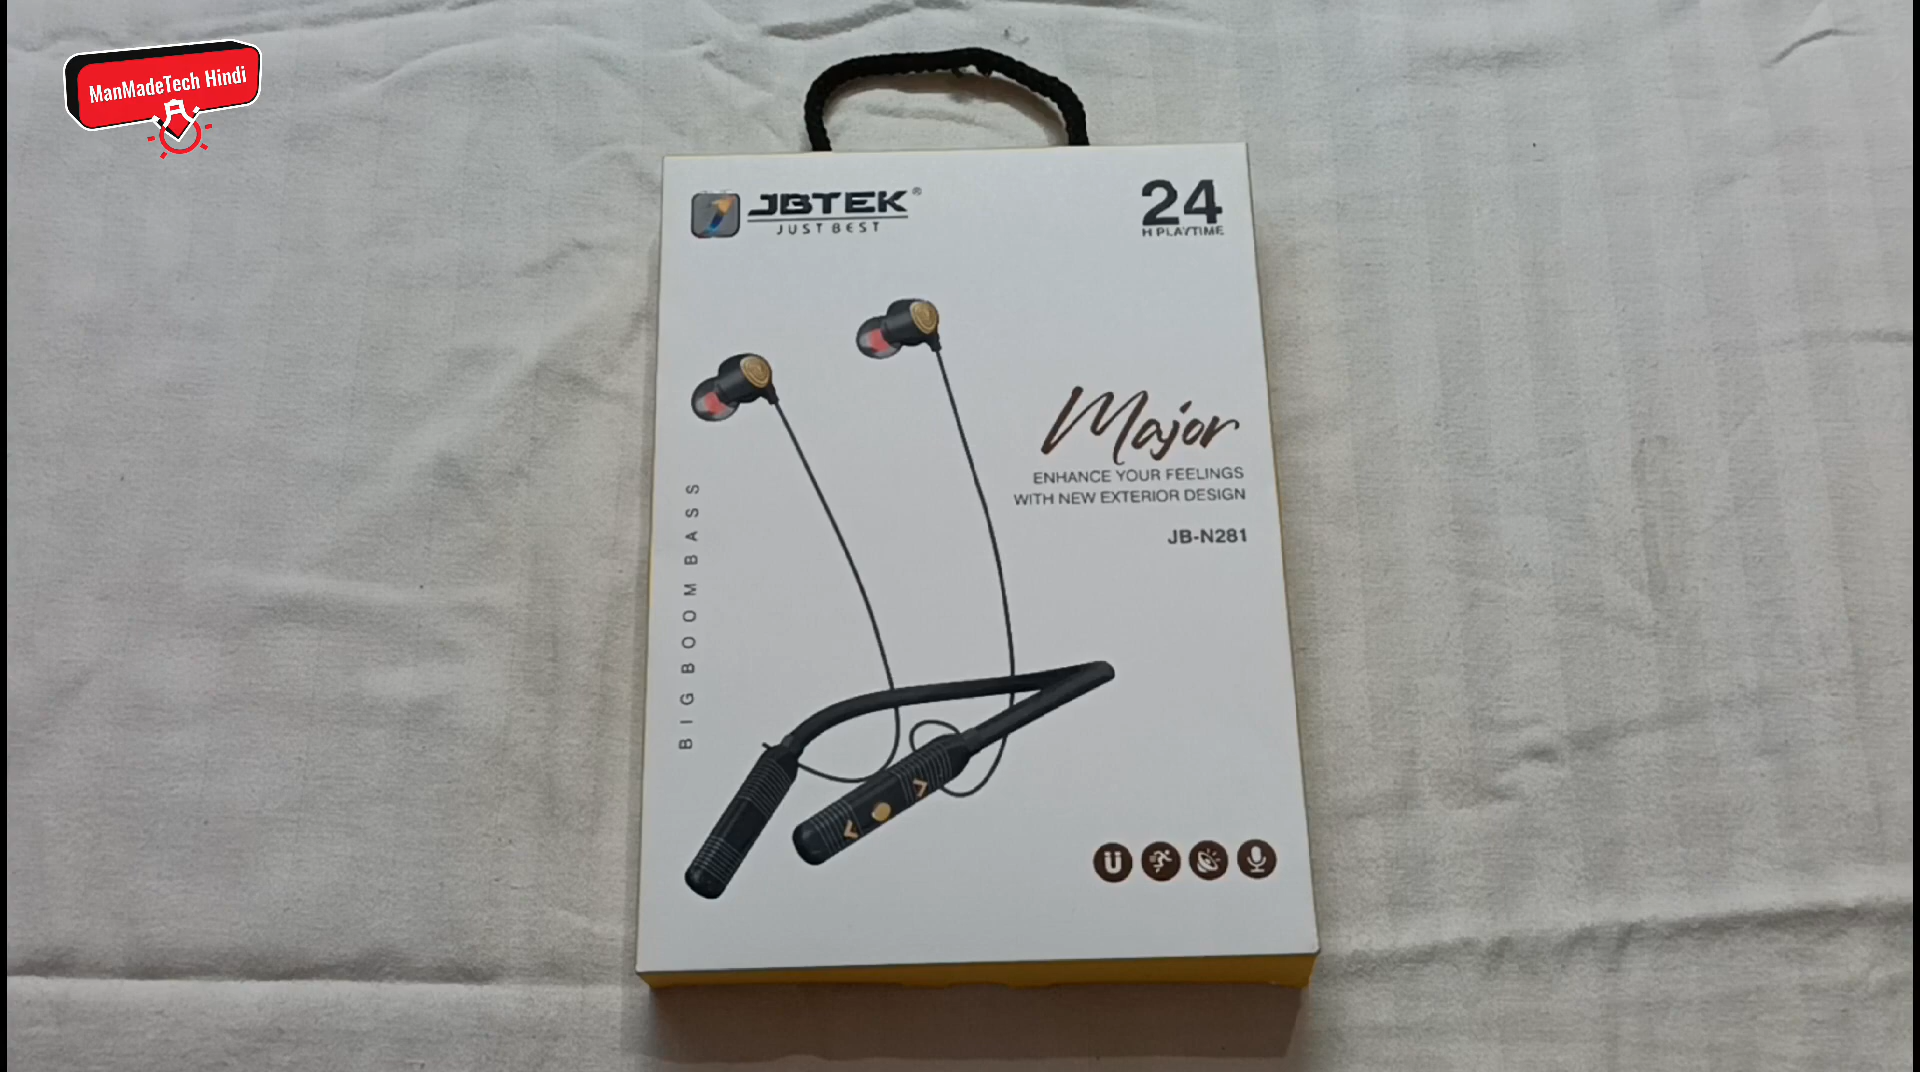 ManMadeTech Hindi
JBTEK®
JUST BEST
24
H PLAYTIME
Major
ENHANCE YOUR FEELINGS
WITH NEW EXTERIOR DESIGN
JB-N281
BIG BOOM BASS